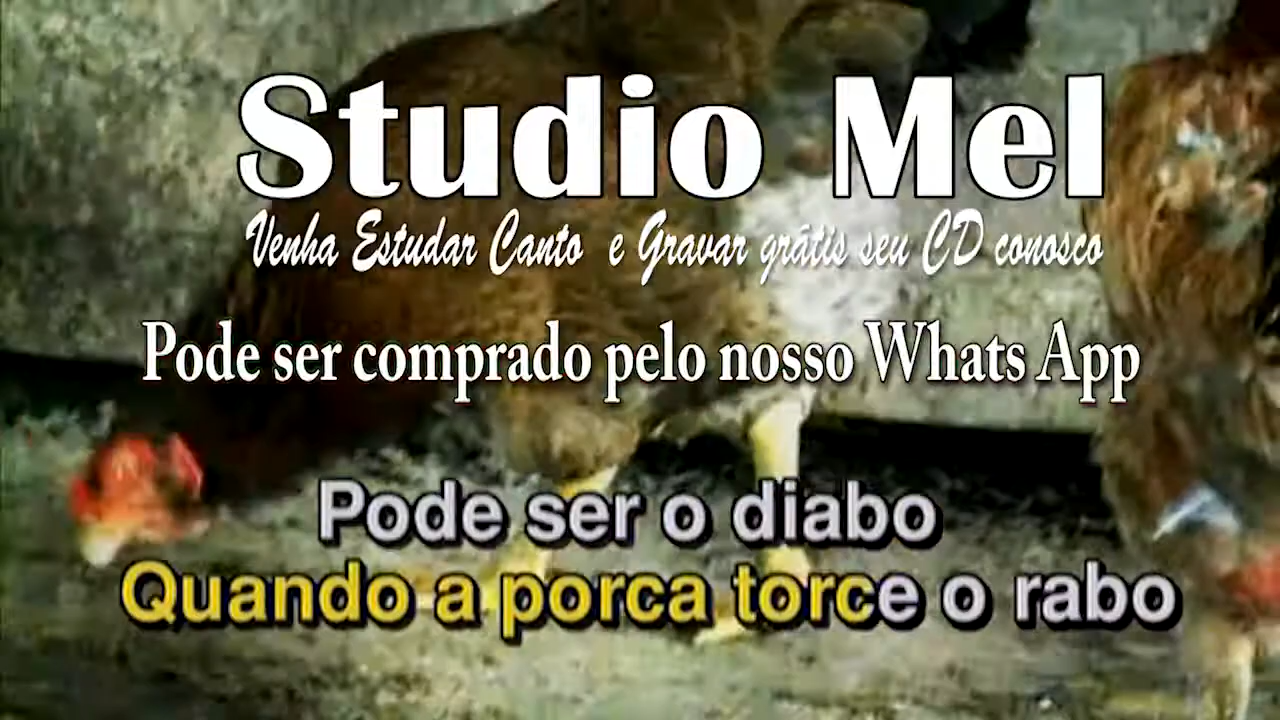 Studio Mel
Venha Estudar Canto e Gravar grátis seu CD conosco
Pode ser comprado pelo nosso Whats App
Pode ser o diabo
Quando a porca torce o rabo